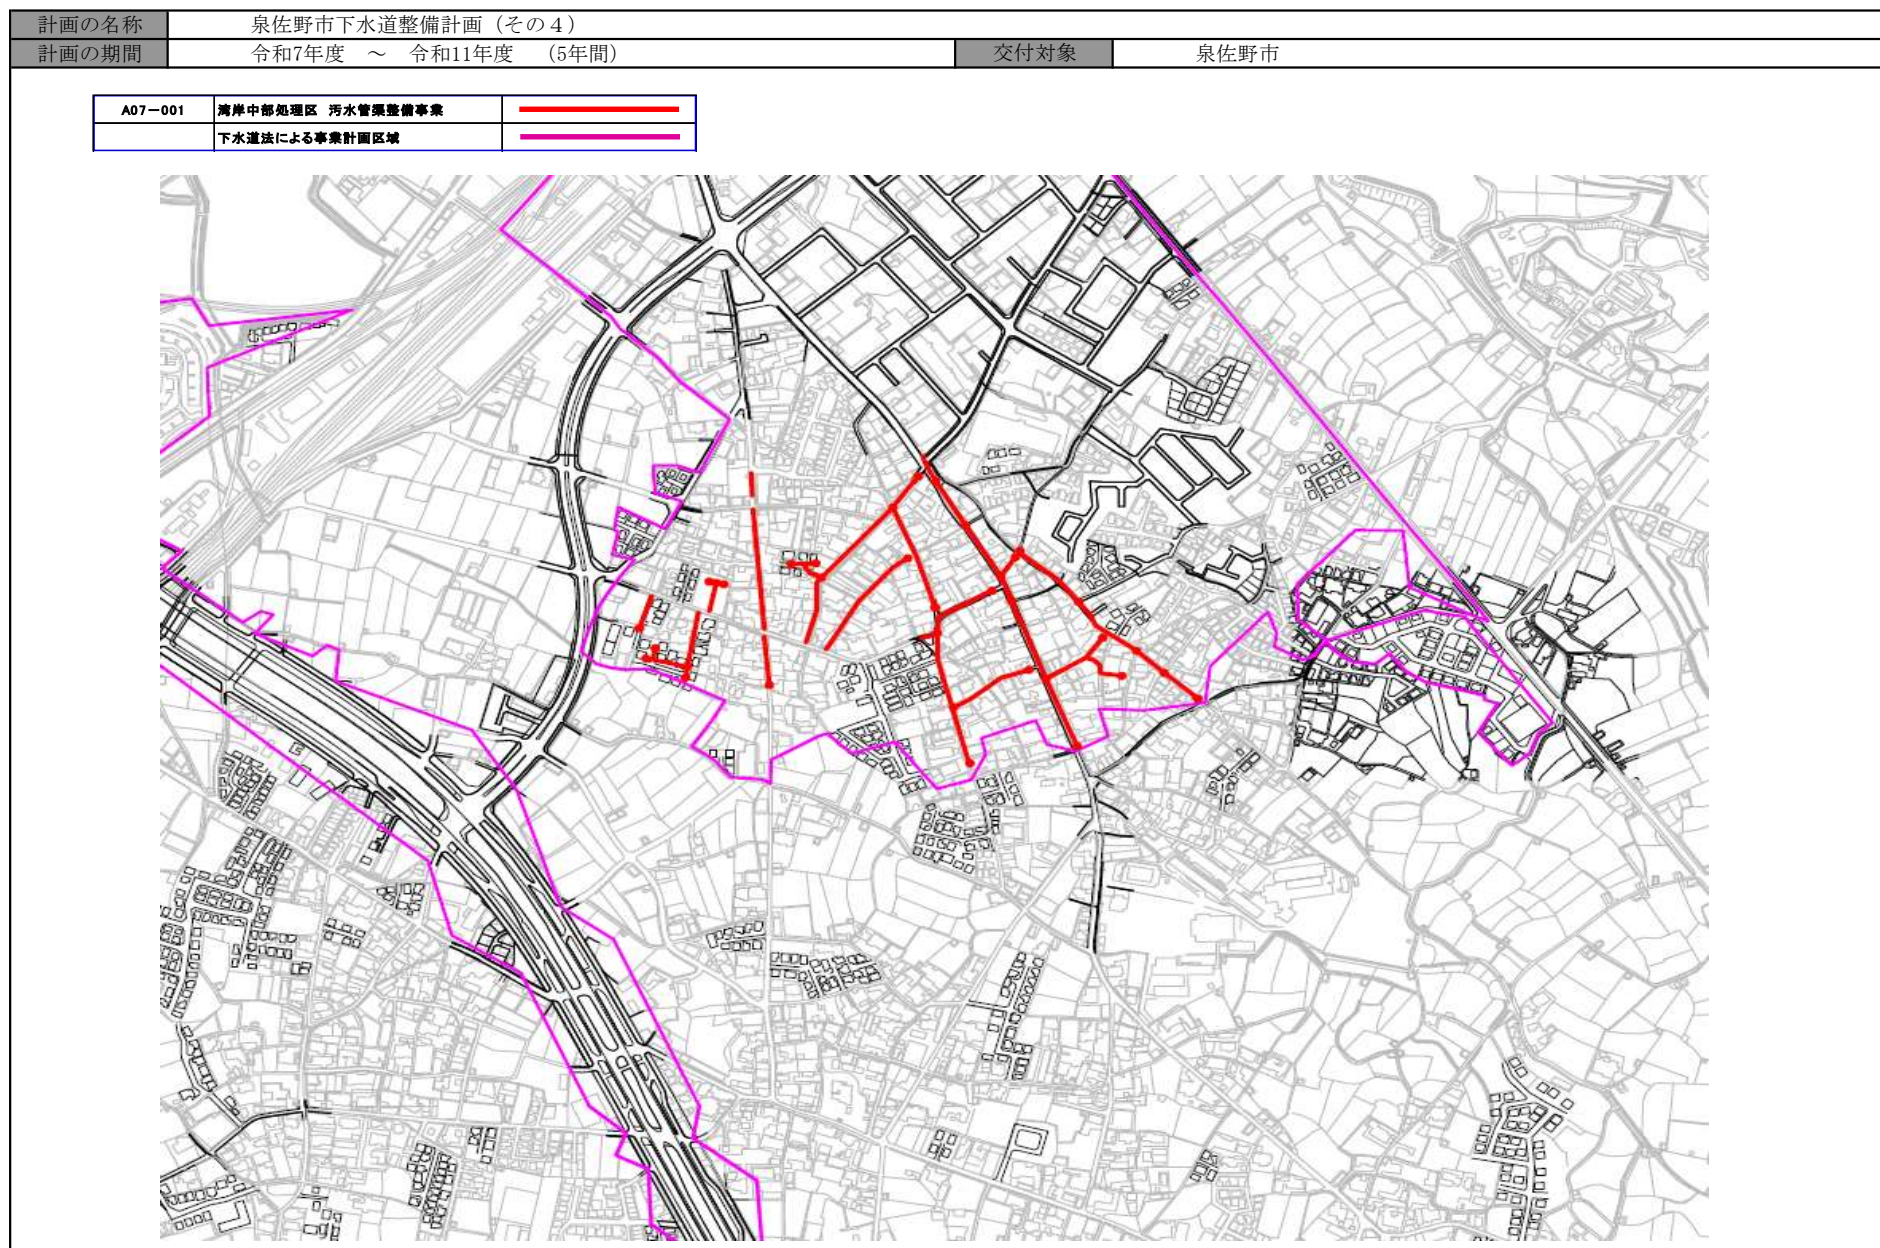 計画の名称 泉佐野市下水道整備計画（その４）
計画の期間 令和7年度 ～ 令和11年度 （5年間） 交付対象 泉佐野市
A07－001 湾岸中部処理区 汚水管渠整備事業
下水道法による事業計画区域